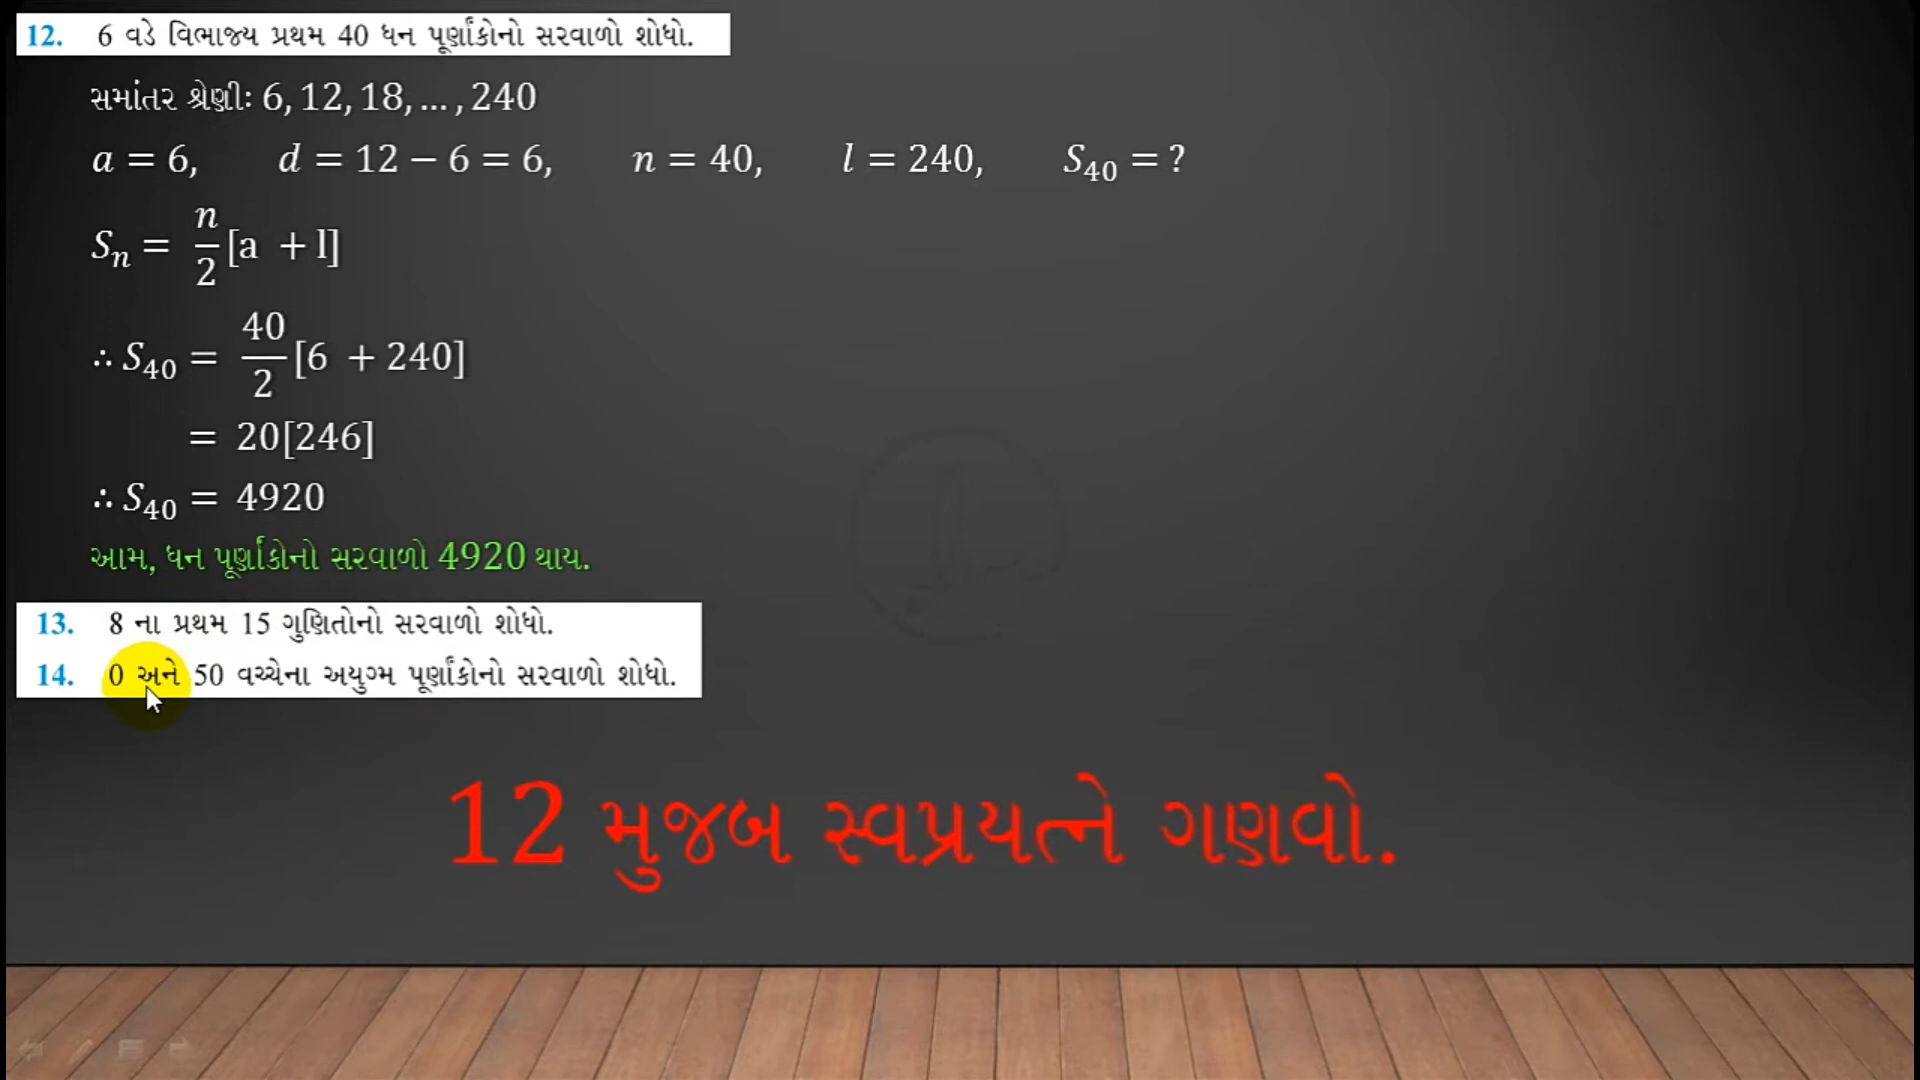 12. 6 વડે વિભાજ્ય પ્રથમ 40 ધન પૂર્ણાંકોનો સરવાળો શોધો.
સમાંતર શ્રેણીઃ 6, 12, 18, … , 240
a = 6, d = 12 − 6 = 6, n = 40, l = 240, S₄₀ = ?
Sₙ = n/2 [a + l]
∴ S₄₀ = 40/2 [6 + 240]
= 20[246]
∴ S₄₀ = 4920
આમ, ધન પૂર્ણાંકોનો સરવાળો 4920 થાય.
13. 8 ના પ્રથમ 15 ગુણિતોનો સરવાળો શોધો.
14. 0 અને 50 વચ્ચેના અયુગ્મ પૂર્ણાંકોનો સરવાળો શોધો.
12 મુજબ સ્વપ્રયત્ને ગણવો.